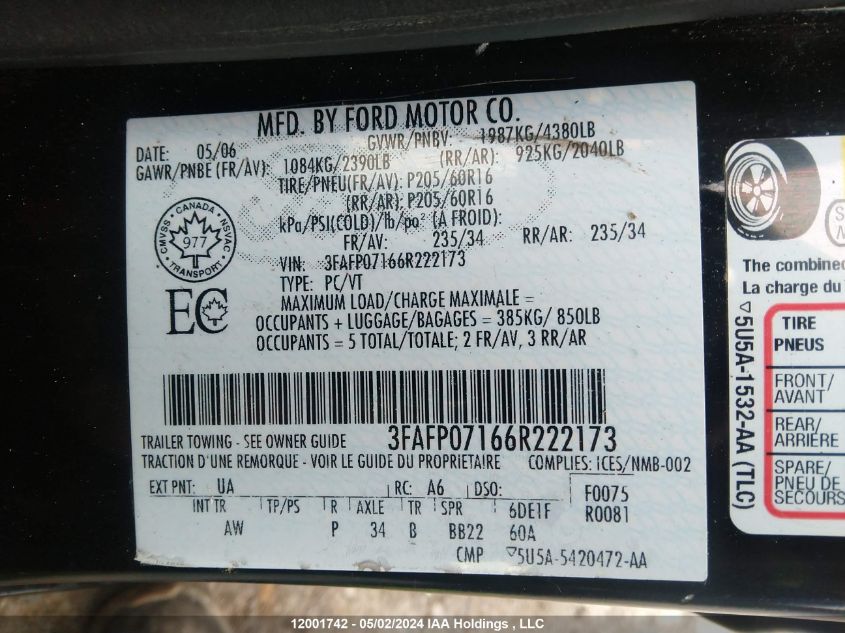 MFD. BY FORD MOTOR CO.
DATE: 05/06 GVWR/PNBV: 1987KG/4380LB
GAWR/PNBE (FR/AV): 1084KG/2390LB (RR/AR): 925KG/2040LB
TIRE/PNEU(FR/AV): P205/60R16
(RR/AR): P205/60R16
kPa/PSI(COLD)/lb/po² (À FROID):
FR/AV: 235/34 RR/AR: 235/34
CMVSS · CANADA · NSVAC
977
TRANSPORT
VIN: 3FAFP07166R222173
TYPE: PC/VT
EC
MAXIMUM LOAD/CHARGE MAXIMALE =
OCCUPANTS + LUGGAGE/BAGAGES = 385KG/ 850LB
OCCUPANTS = 5 TOTAL/TOTALE; 2 FR/AV, 3 RR/AR
TRAILER TOWING - SEE OWNER GUIDE 3FAFP07166R222173
TRACTION D'UNE REMORQUE - VOIR LE GUIDE DU PROPRIETAIRE COMPLIES: ICES/NMB-002
EXT PNT: UA RC: A6 DSO: F0075
INT TR TP/PS R AXLE TR SPR 6DE1F R0081
AW P 34 B BB22 60A
CMP ▽5U5A-5420472-AA
The combined
La charge du
▽5U5A-1532-AA (TLC)
TIRE
PNEUS
FRONT/
AVANT
REAR/
ARRIÈRE
SPARE/
PNEU DE
SECOURS
12001742 - 05/02/2024 IAA Holdings , LLC